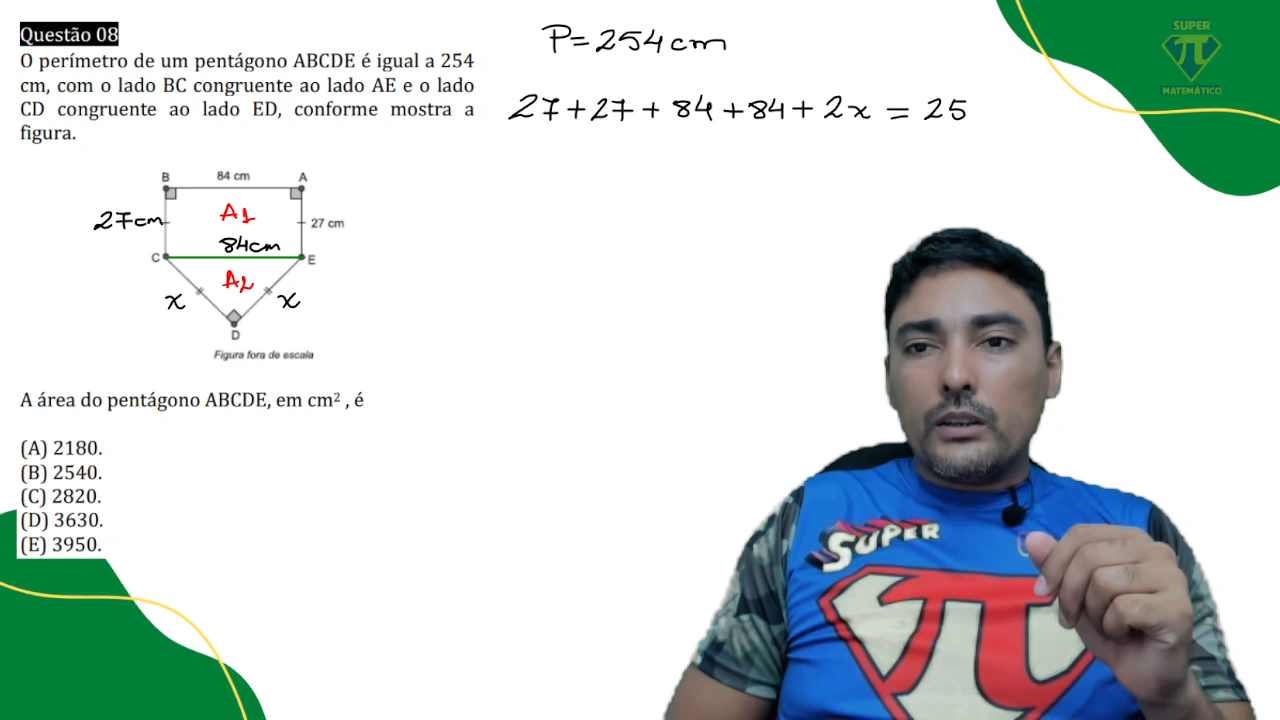 Questão 08
O perímetro de um pentágono ABCDE é igual a 254
cm, com o lado BC congruente ao lado AE e o lado
CD congruente ao lado ED, conforme mostra a
figura.
B 84 cm A
27cm A1 27 cm
84cm
C E
A2
x x
D
Figura fora de escala
A área do pentágono ABCDE, em cm² , é
(A) 2180.
(B) 2540.
(C) 2820.
(D) 3630.
(E) 3950.
P=254cm
27+27+84+84+2x=25
SUPER
π
MATEMÁTICO
SUPER
π